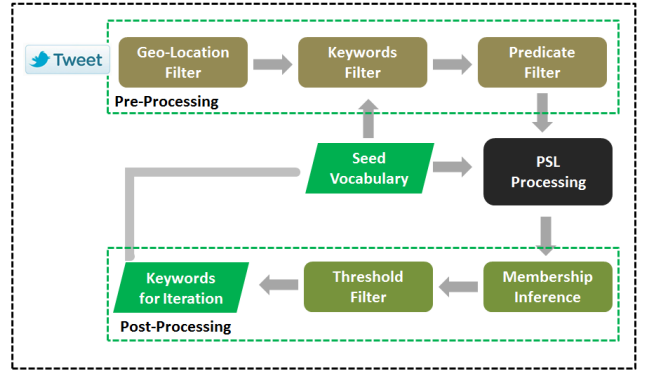 Tweet
Geo-Location
Filter
Keywords
Filter
Predicate
Filter
Pre-Processing
Seed
Vocabulary
PSL
Processing
Keywords
for Iteration
Threshold
Filter
Membership
Inference
Post-Processing